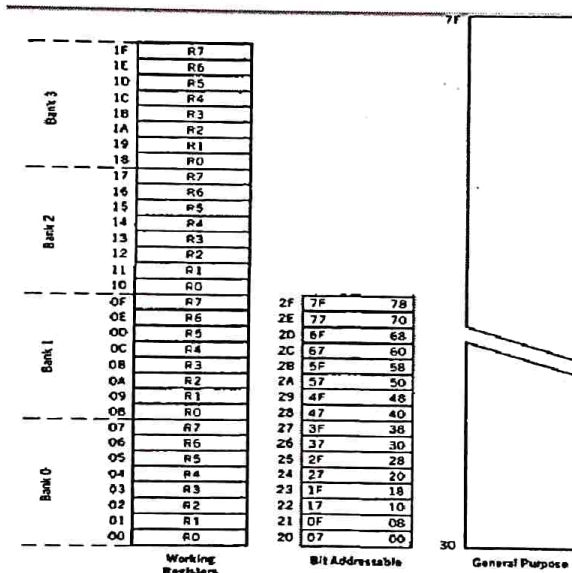 7F
1F R7
1E R6
1D R5
1C R4
1B R3
1A R2
19 R1
18 R0
Bank 3
17 R7
16 R6
15 R5
14 R4
13 R3
12 R2
11 R1
10 R0
Bank 2
0F R7
0E R6
0D R5
0C R4
0B R3
0A R2
09 R1
08 R0
Bank 1
07 R7
06 R6
05 R5
04 R4
03 R3
02 R2
01 R1
00 R0
Bank 0
Working
Registers
2F 7F 78
2E 77 70
2D 6F 68
2C 67 60
2B 5F 58
2A 57 50
29 4F 48
28 47 40
27 3F 38
26 37 30
25 2F 28
24 27 20
23 1F 18
22 17 10
21 0F 08
20 07 00
Bit Addressable
30
General Purpose